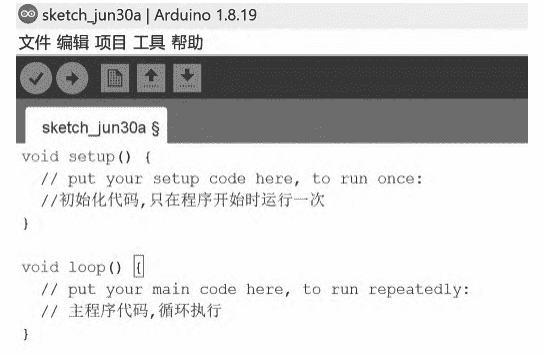 sketch_jun30a | Arduino 1.8.19
文件 编辑 项目 工具 帮助
sketch_jun30a §
void setup() {
  // put your setup code here, to run once:
  //初始化代码,只在程序开始时运行一次
}
void loop() {
  // put your main code here, to run repeatedly:
  // 主程序代码,循环执行
}